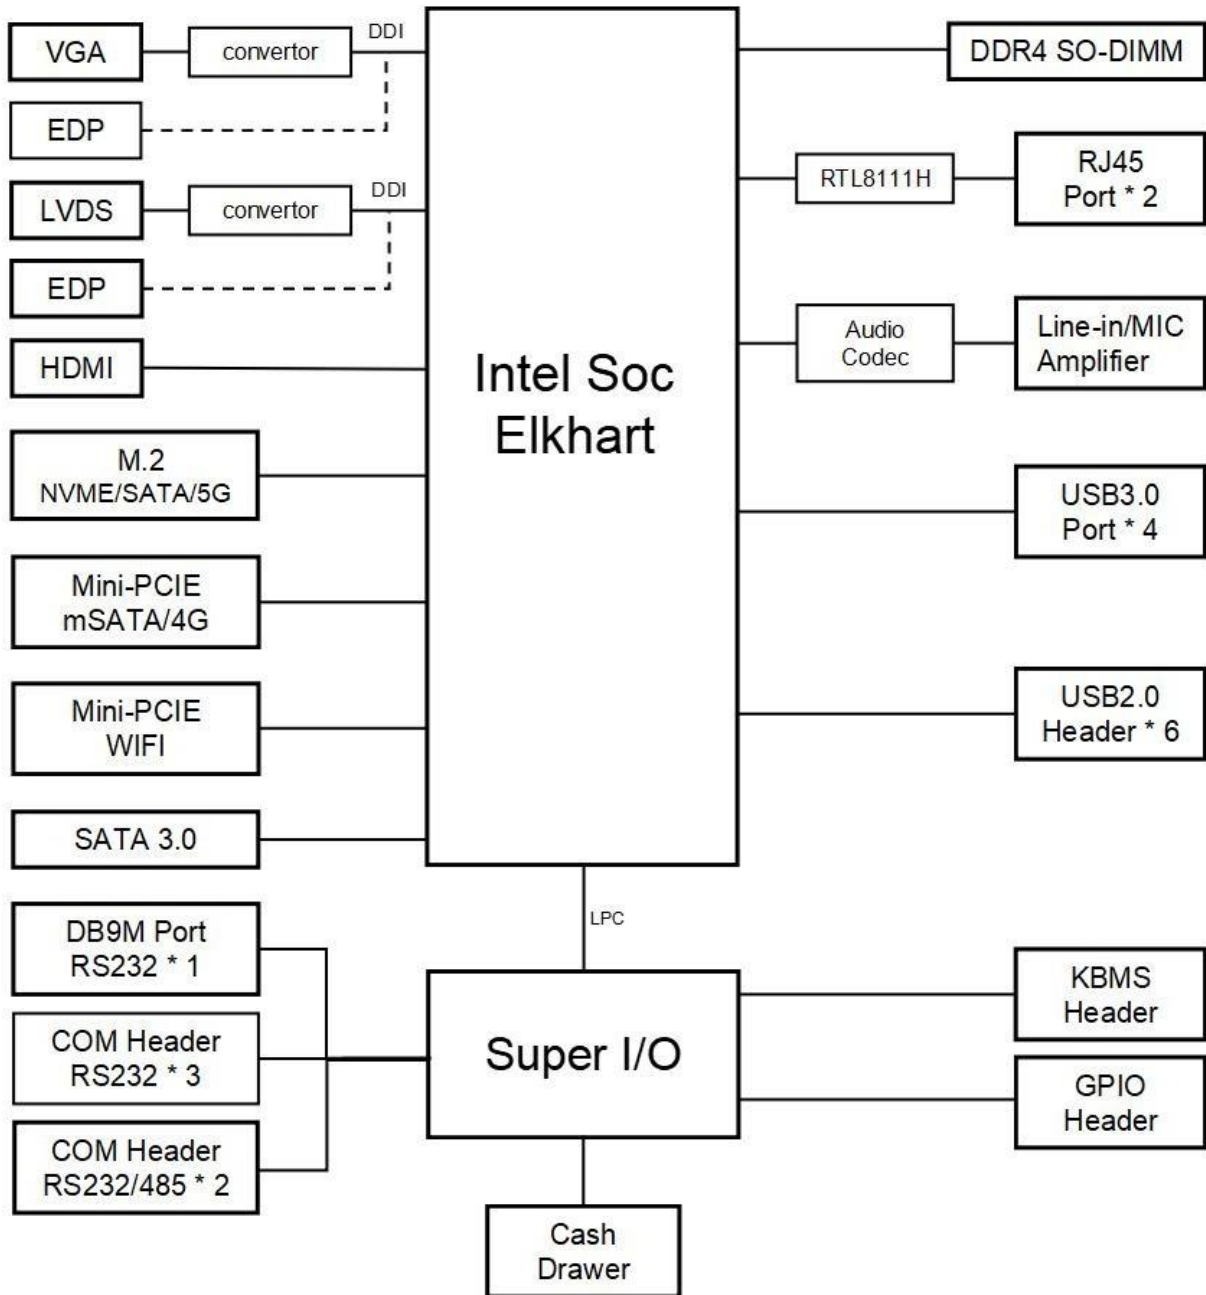 VGA
convertor
DDI
EDP
LVDS
convertor
DDI
EDP
HDMI
M.2
NVME/SATA/5G
Mini-PCIE
mSATA/4G
Mini-PCIE
WIFI
SATA 3.0
DB9M Port
RS232 * 1
COM Header
RS232 * 3
COM Header
RS232/485 * 2
Intel Soc
Elkhart
LPC
Super I/O
Cash
Drawer
DDR4 SO-DIMM
RTL8111H
RJ45
Port * 2
Audio
Codec
Line-in/MIC
Amplifier
USB3.0
Port * 4
USB2.0
Header * 6
KBMS
Header
GPIO
Header